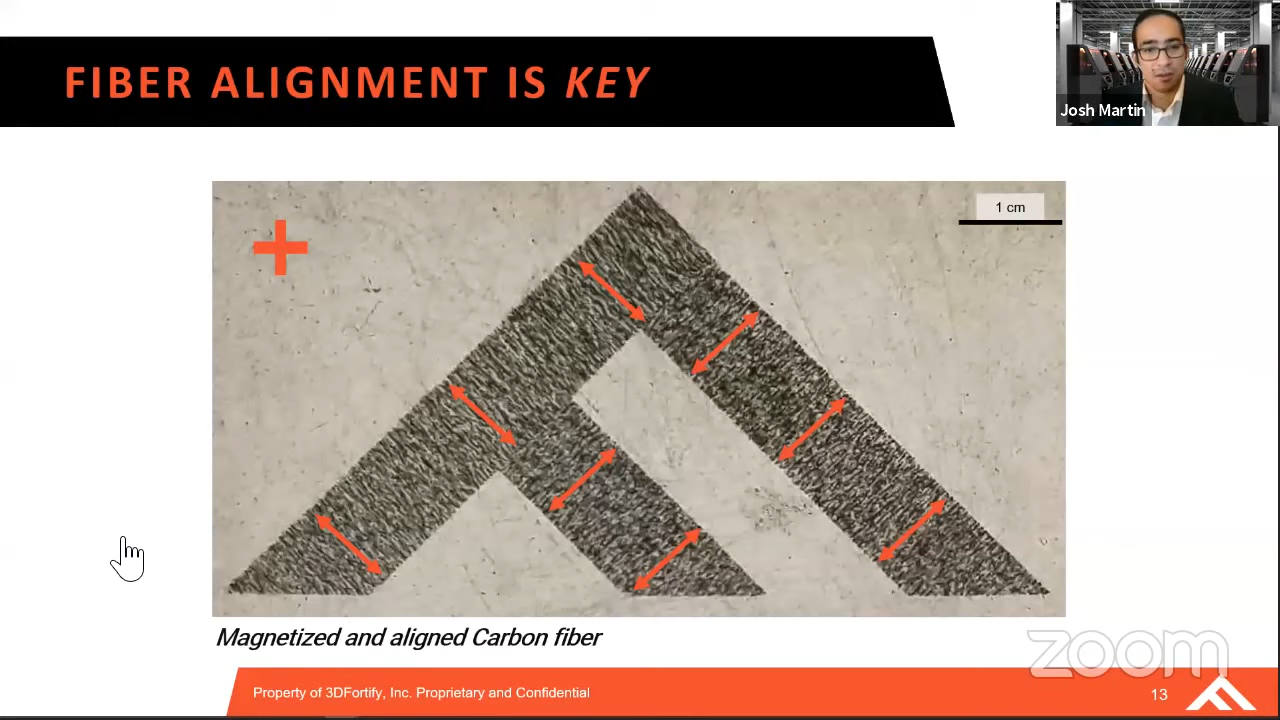 FIBER ALIGNMENT IS KEY
Josh Martin
1 cm
Magnetized and aligned Carbon fiber
zoom
Property of 3DFortify, Inc. Proprietary and Confidential
13